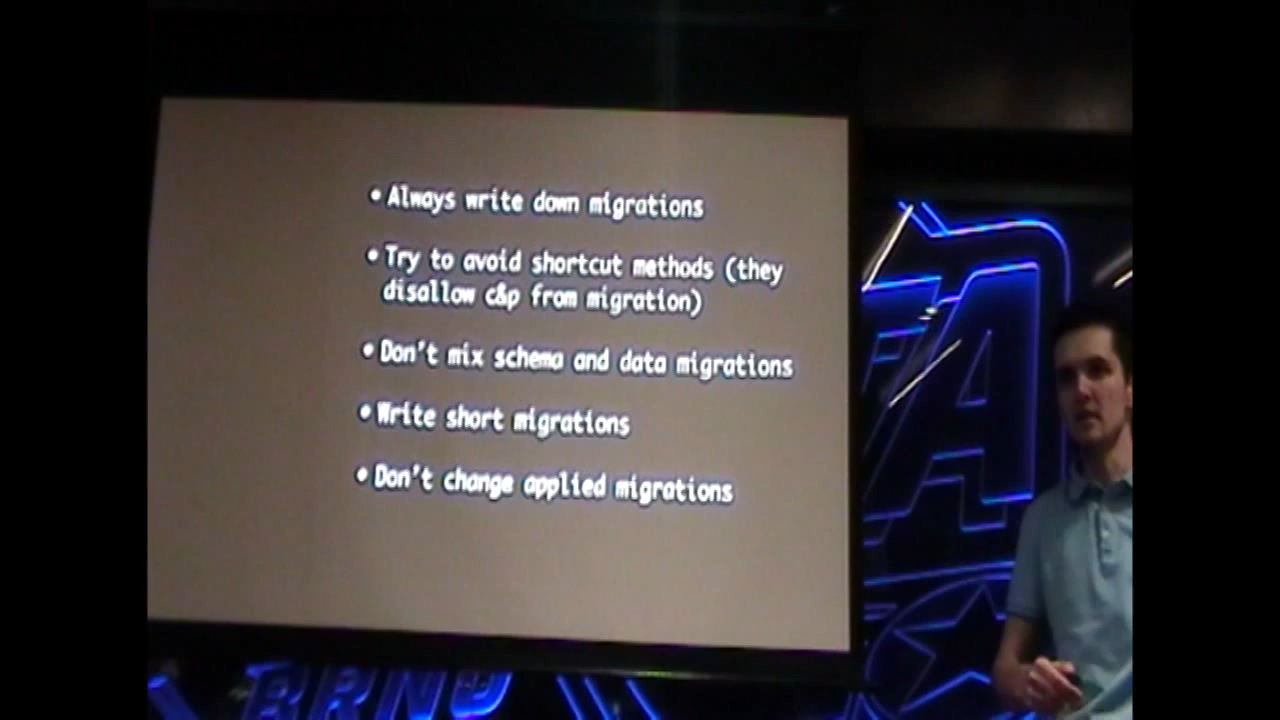 • Always write down migrations
• Try to avoid shortcut methods (they
disallow c&p from migration)
• Don't mix schema and data migrations
• Write short migrations
• Don't change applied migrations
BRNO